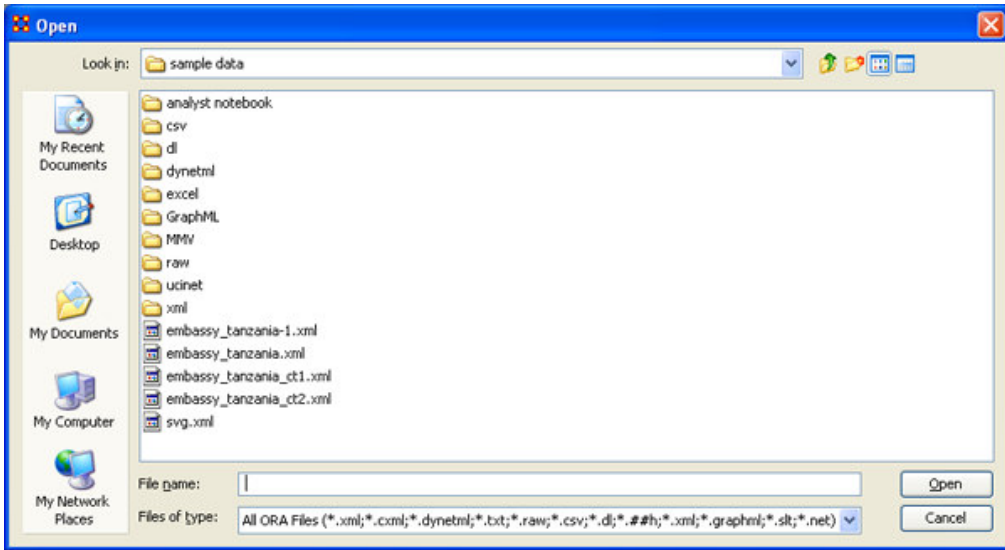 Open
Look in:
sample data
My Recent
Documents
Desktop
My Documents
My Computer
My Network
Places
analyst notebook
csv
dl
dynetml
excel
GraphML
MMV
raw
ucinet
xml
embassy_tanzania-1.xml
embassy_tanzania.xml
embassy_tanzania_ct1.xml
embassy_tanzania_ct2.xml
svg.xml
File name:
Open
Files of type:
All ORA Files (*.xml;*.cxml;*.dynetml;*.txt;*.raw;*.csv;*.dl;*.##h;*.xml;*.graphml;*.slt;*.net)
Cancel